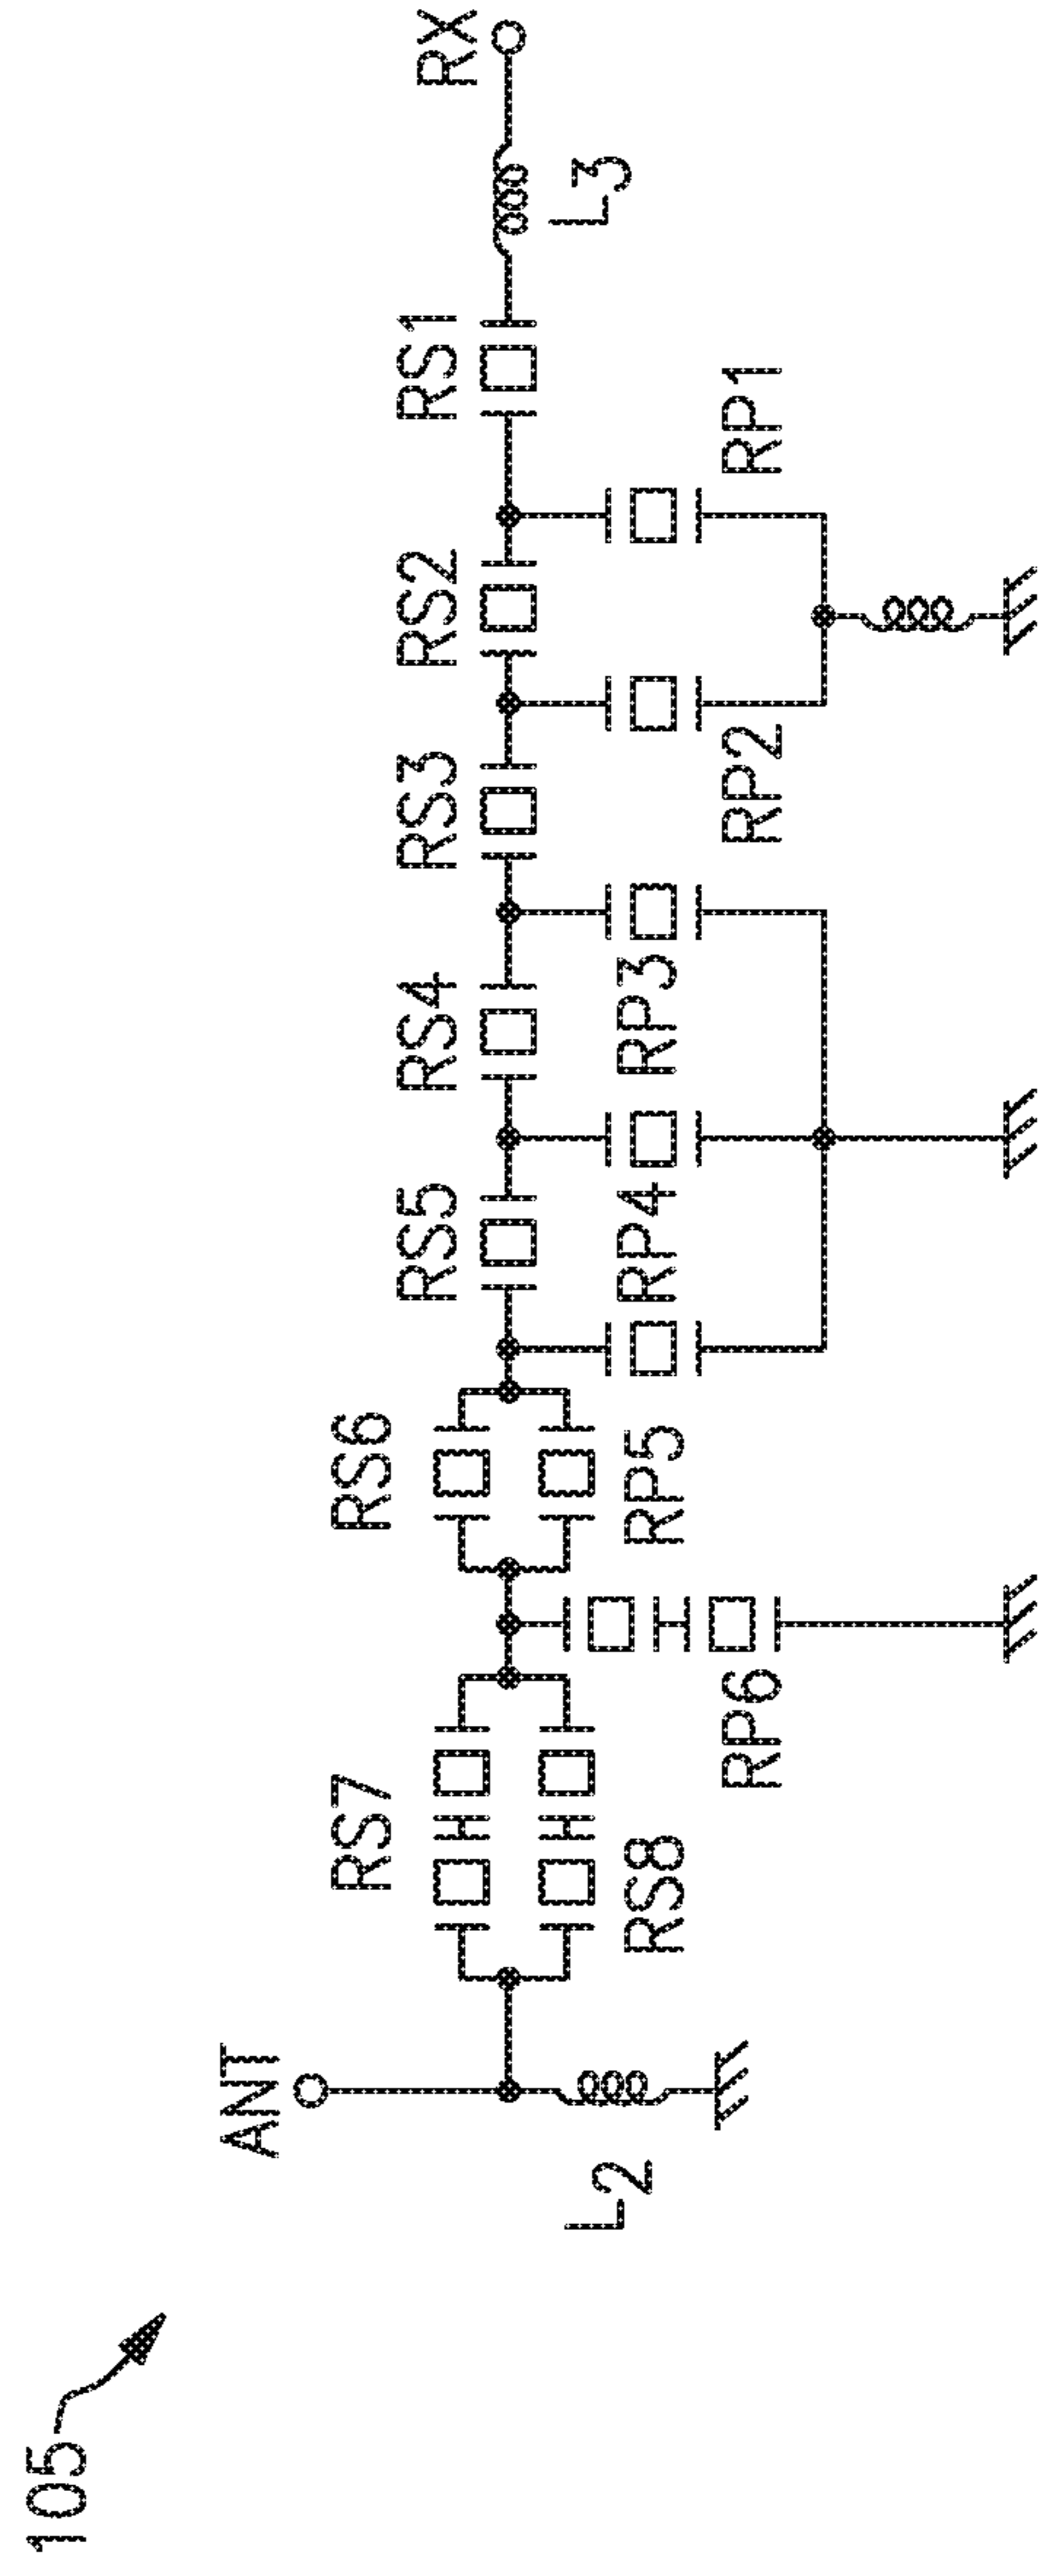 105
ANT
L2
RS7
RS8
RP6
RS6
RP5
RS5
RP4
RS4
RP3
RS3
RP2
RS2
RP1
RS1
L3
RX